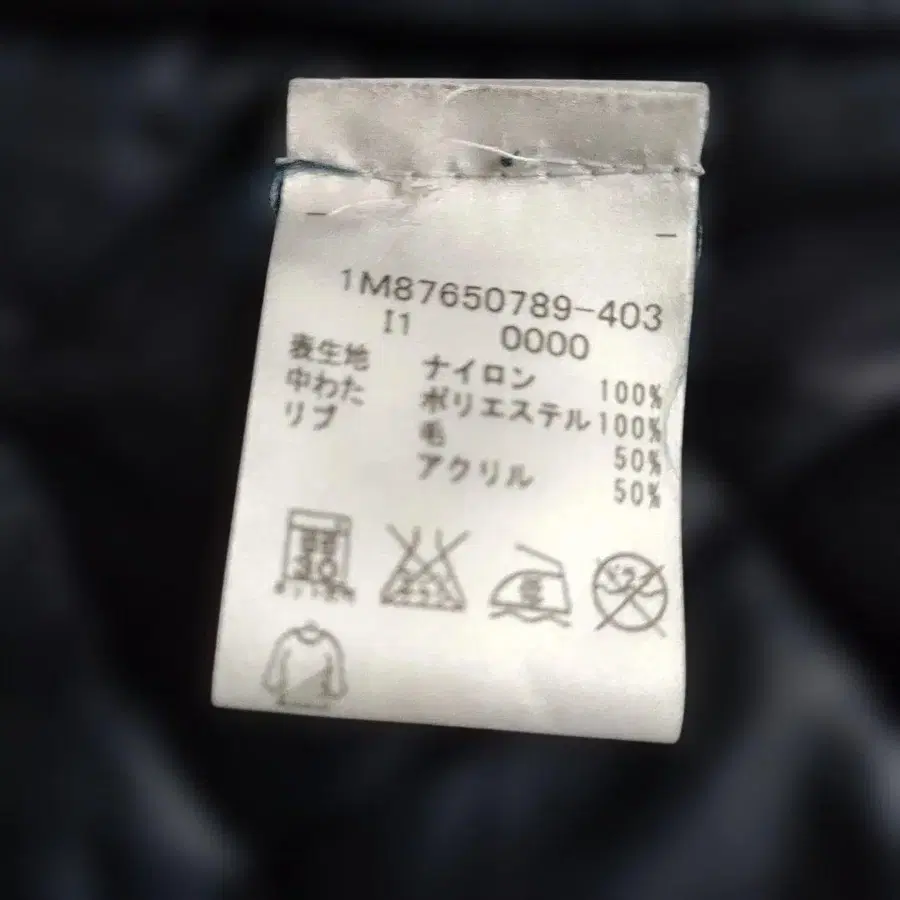 1M87650789-403
I1 0000
表生地 ナイロン 100%
中わた ポリエステル 100%
リブ 毛 50%
アクリル 50%